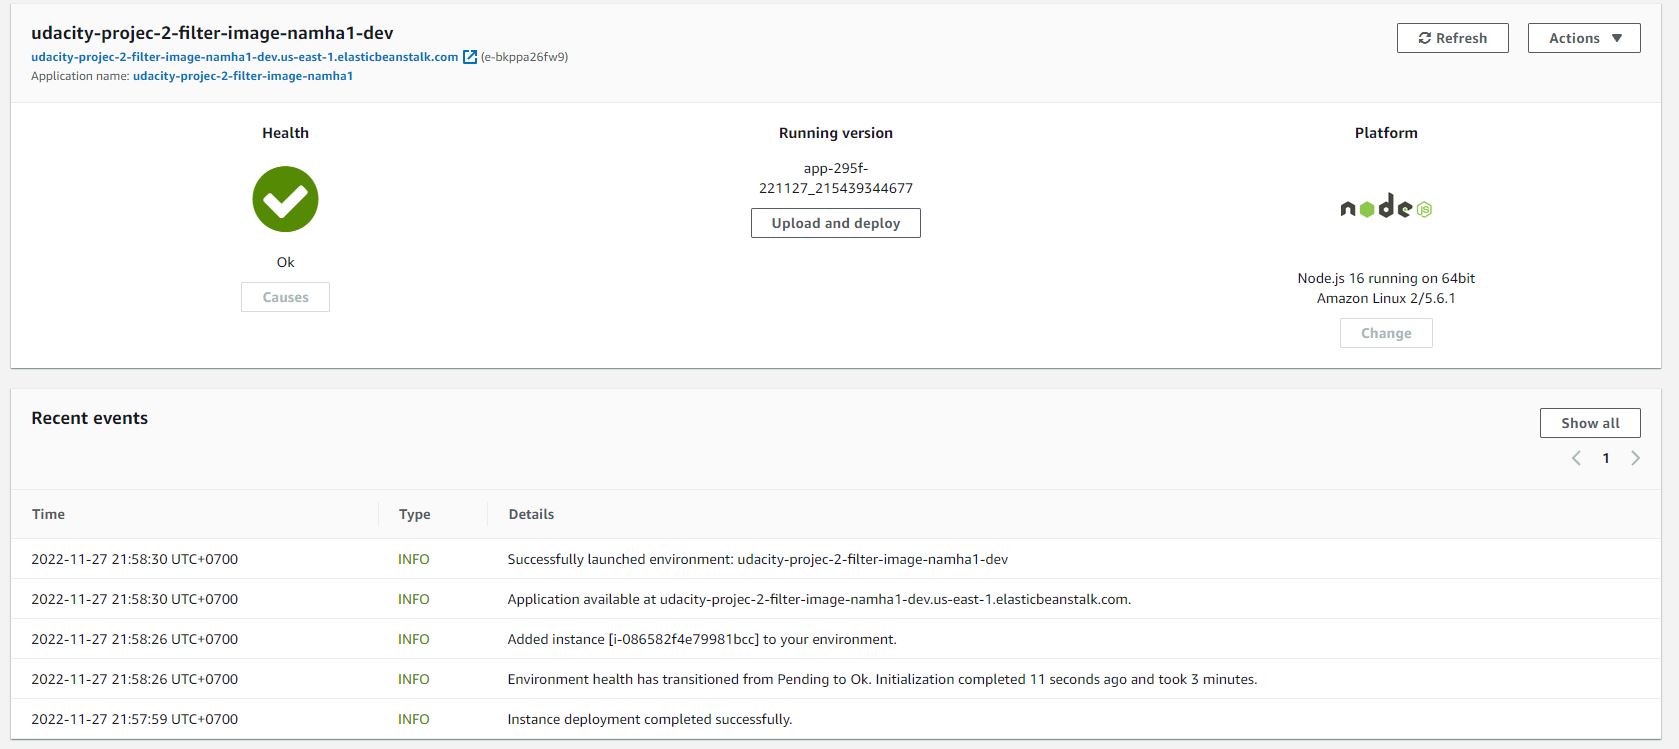 udacity-projec-2-filter-image-namha1-dev
Refresh
Actions
udacity-projec-2-filter-image-namha1-dev.us-east-1.elasticbeanstalk.com (e-bkppa26fw9)
Application name: udacity-projec-2-filter-image-namha1
Health
Ok
Causes
Running version
app-295f-
221127_215439344677
Upload and deploy
Platform
node JS
Node.js 16 running on 64bit
Amazon Linux 2/5.6.1
Change
Recent events
Show all
1
Time Type Details
2022-11-27 21:58:30 UTC+0700 INFO Successfully launched environment: udacity-projec-2-filter-image-namha1-dev
2022-11-27 21:58:30 UTC+0700 INFO Application available at udacity-projec-2-filter-image-namha1-dev.us-east-1.elasticbeanstalk.com.
2022-11-27 21:58:26 UTC+0700 INFO Added instance [i-086582f4e79981bcc] to your environment.
2022-11-27 21:58:26 UTC+0700 INFO Environment health has transitioned from Pending to Ok. Initialization completed 11 seconds ago and took 3 minutes.
2022-11-27 21:57:59 UTC+0700 INFO Instance deployment completed successfully.